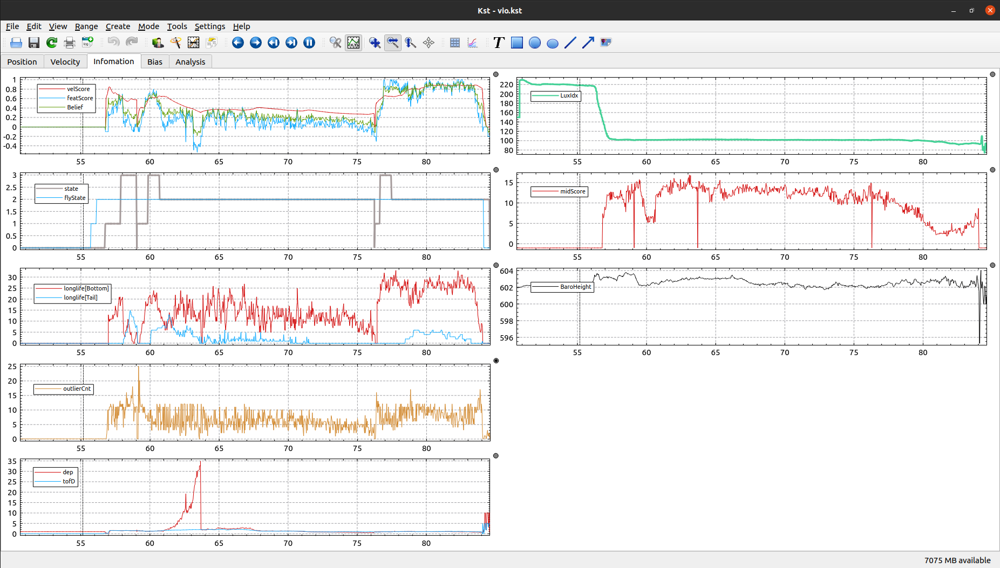 Kst - vio.kst
File Edit View Range Create Mode Tools Settings Help
Position Velocity Infomation Bias Analysis
velScore
featScore
Belief
1
0.8
0.6
0.4
0.2
0
-0.2
-0.4
55 60 65 70 75 80
LuxIdx
220
200
180
160
140
120
100
80
55 60 65 70 75 80
state
flyState
3
2.5
2
1.5
1
0.5
0
55 60 65 70 75 80
midScore
15
10
5
0
55 60 65 70 75 80
longlife[Bottom]
longlife[Tail]
30
25
20
15
10
5
0
55 60 65 70 75 80
BaroHeight
604
602
600
598
596
55 60 65 70 75 80
outlierCnt
25
20
15
10
5
0
55 60 65 70 75 80
dep
tofD
35
30
25
20
15
10
5
0
55 60 65 70 75 80
7075 MB available